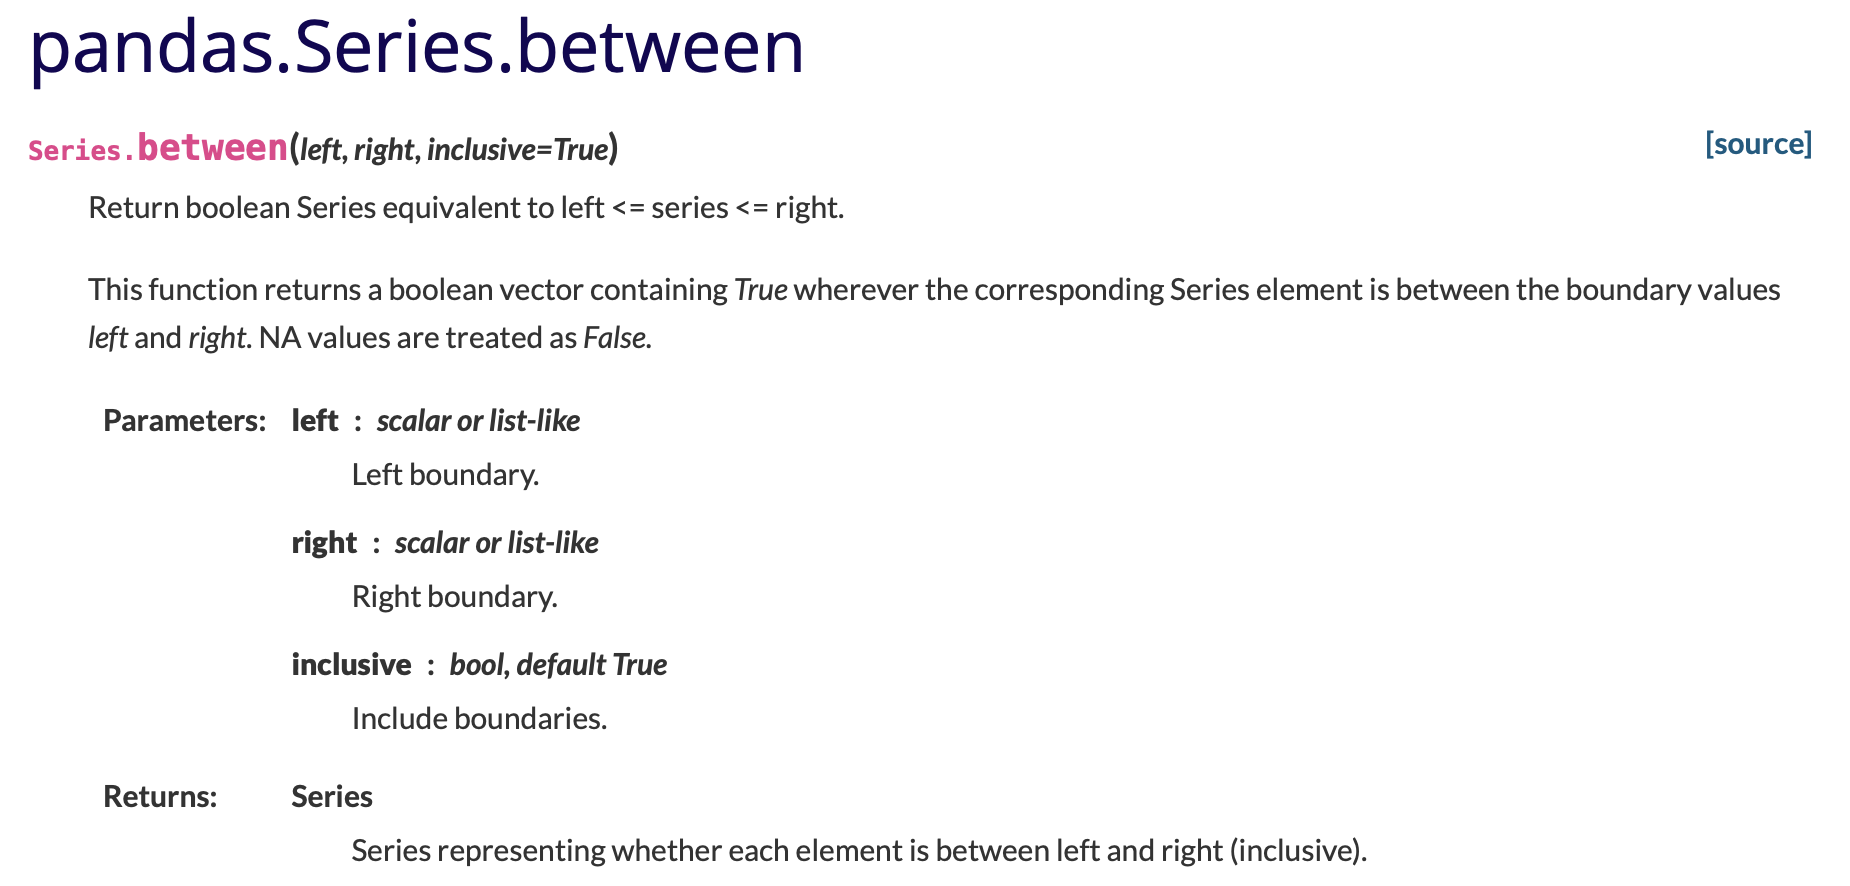 pandas.Series.between
Series.between(left, right, inclusive=True) [source]
Return boolean Series equivalent to left <= series <= right.
This function returns a boolean vector containing True wherever the corresponding Series element is between the boundary values
left and right. NA values are treated as False.
Parameters: left : scalar or list-like
Left boundary.
right : scalar or list-like
Right boundary.
inclusive : bool, default True
Include boundaries.
Returns: Series
Series representing whether each element is between left and right (inclusive).